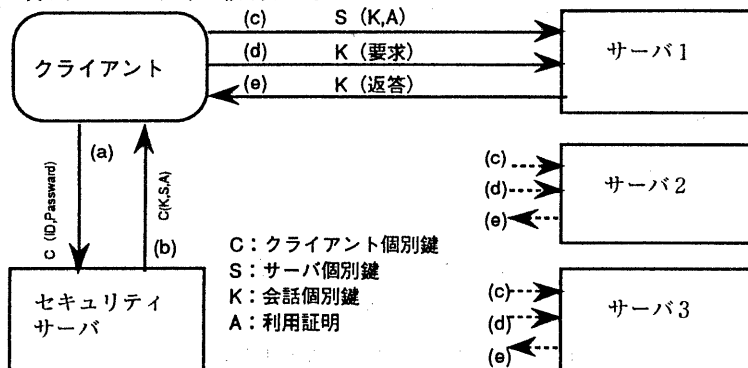 (c) S (K,A)
(d) K (要求)
(e) K (返答)
クライアント
サーバ1
(a)
C (ID,Passward)
C(K,S,A)
(b)
(c)
(d)
(e)
サーバ2
C：クライアント個別鍵
S：サーバ個別鍵
K：会話個別鍵
A：利用証明
セキュリティ
サーバ
(c)
(d)
(e)
サーバ3